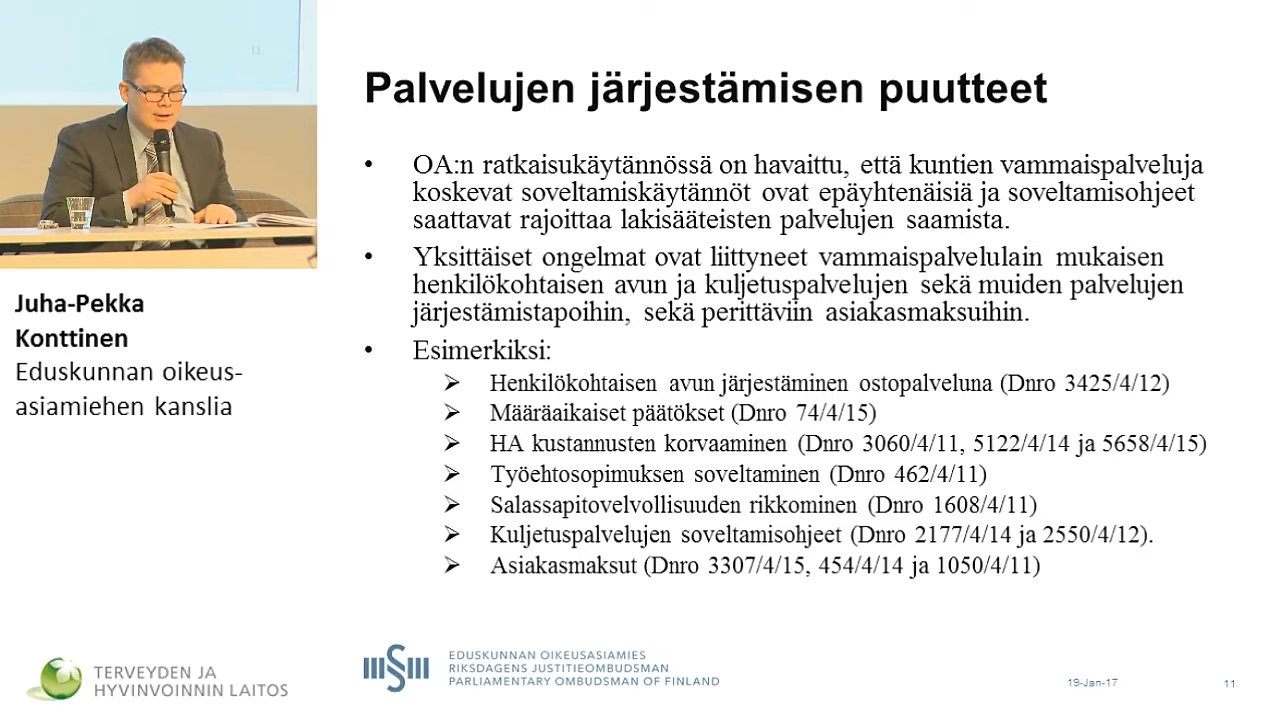 Palvelujen järjestämisen puutteet
• OA:n ratkaisukäytännössä on havaittu, että kuntien vammaispalveluja
koskevat soveltamiskäytännöt ovat epäyhtenäisiä ja soveltamisohjeet
saattavat rajoittaa lakisääteisten palvelujen saamista.
• Yksittäiset ongelmat ovat liittyneet vammaispalvelulain mukaisen
henkilökohtaisen avun ja kuljetuspalvelujen sekä muiden palvelujen
järjestämistapoihin, sekä perittäviin asiakasmaksuihin.
• Esimerkiksi:
➢ Henkilökohtaisen avun järjestäminen ostopalveluna (Dnro 3425/4/12)
➢ Määräaikaiset päätökset (Dnro 74/4/15)
➢ HA kustannusten korvaaminen (Dnro 3060/4/11, 5122/4/14 ja 5658/4/15)
➢ Työehtosopimuksen soveltaminen (Dnro 462/4/11)
➢ Salassapitovelvollisuuden rikkominen (Dnro 1608/4/11)
➢ Kuljetuspalvelujen soveltamisohjeet (Dnro 2177/4/14 ja 2550/4/12).
➢ Asiakasmaksut (Dnro 3307/4/15, 454/4/14 ja 1050/4/11)
Juha-Pekka
Konttinen
Eduskunnan oikeus-
asiamiehen kanslia
TERVEYDEN JA
HYVINVOINNIN LAITOS
EDUSKUNNAN OIKEUSASIAMIES
RIKSDAGENS JUSTITIEOMBUDSMAN
PARLIAMENTARY OMBUDSMAN OF FINLAND
19-Jan-17
11